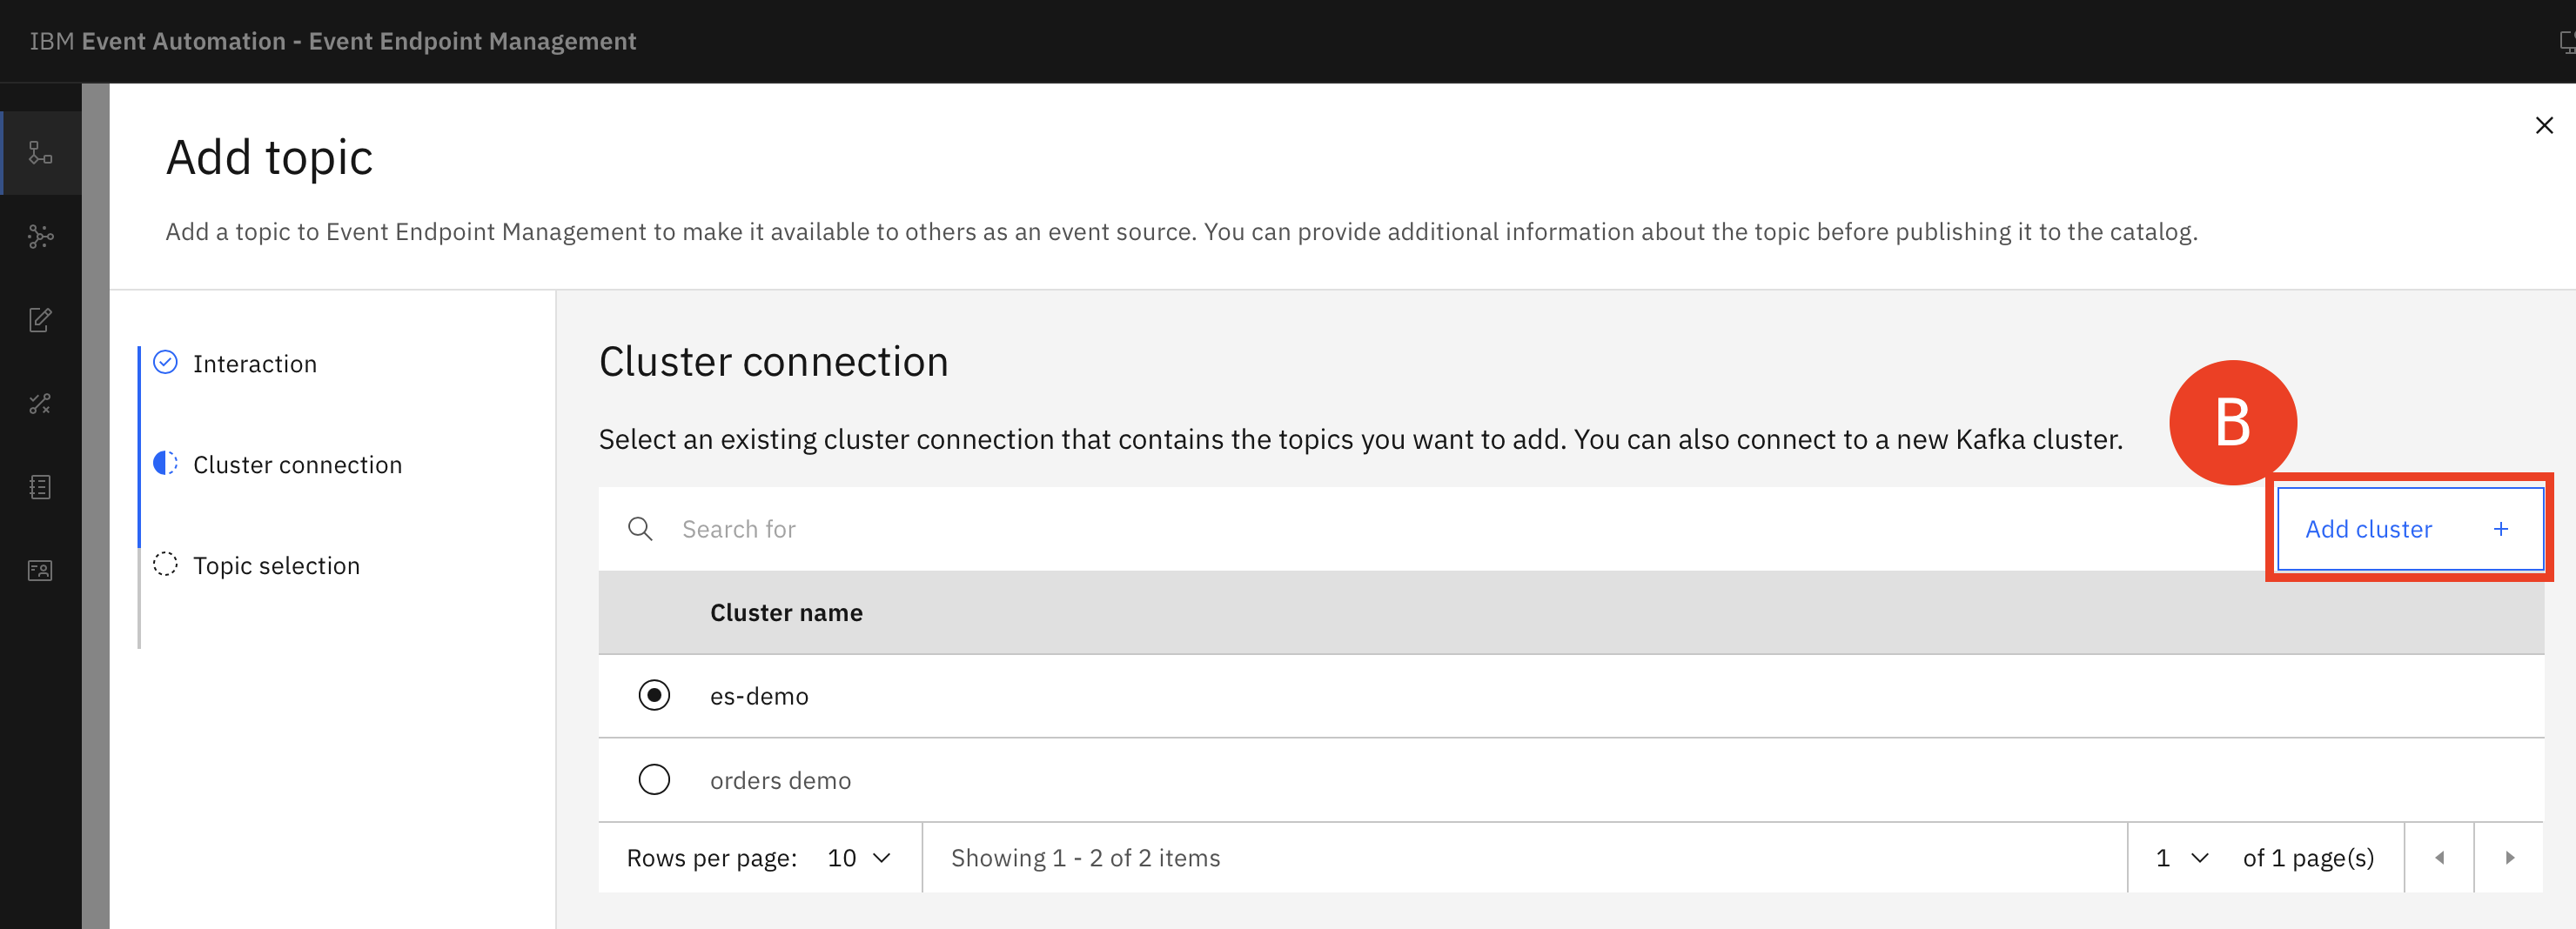 IBM Event Automation - Event Endpoint Management
Add topic
Add a topic to Event Endpoint Management to make it available to others as an event source. You can provide additional information about the topic before publishing it to the catalog.
Interaction
Cluster connection
Topic selection
Cluster connection
Select an existing cluster connection that contains the topics you want to add. You can also connect to a new Kafka cluster.
B
Search for
Add cluster +
Cluster name
es-demo
orders demo
Rows per page: 10 Showing 1 - 2 of 2 items 1 of 1 page(s)